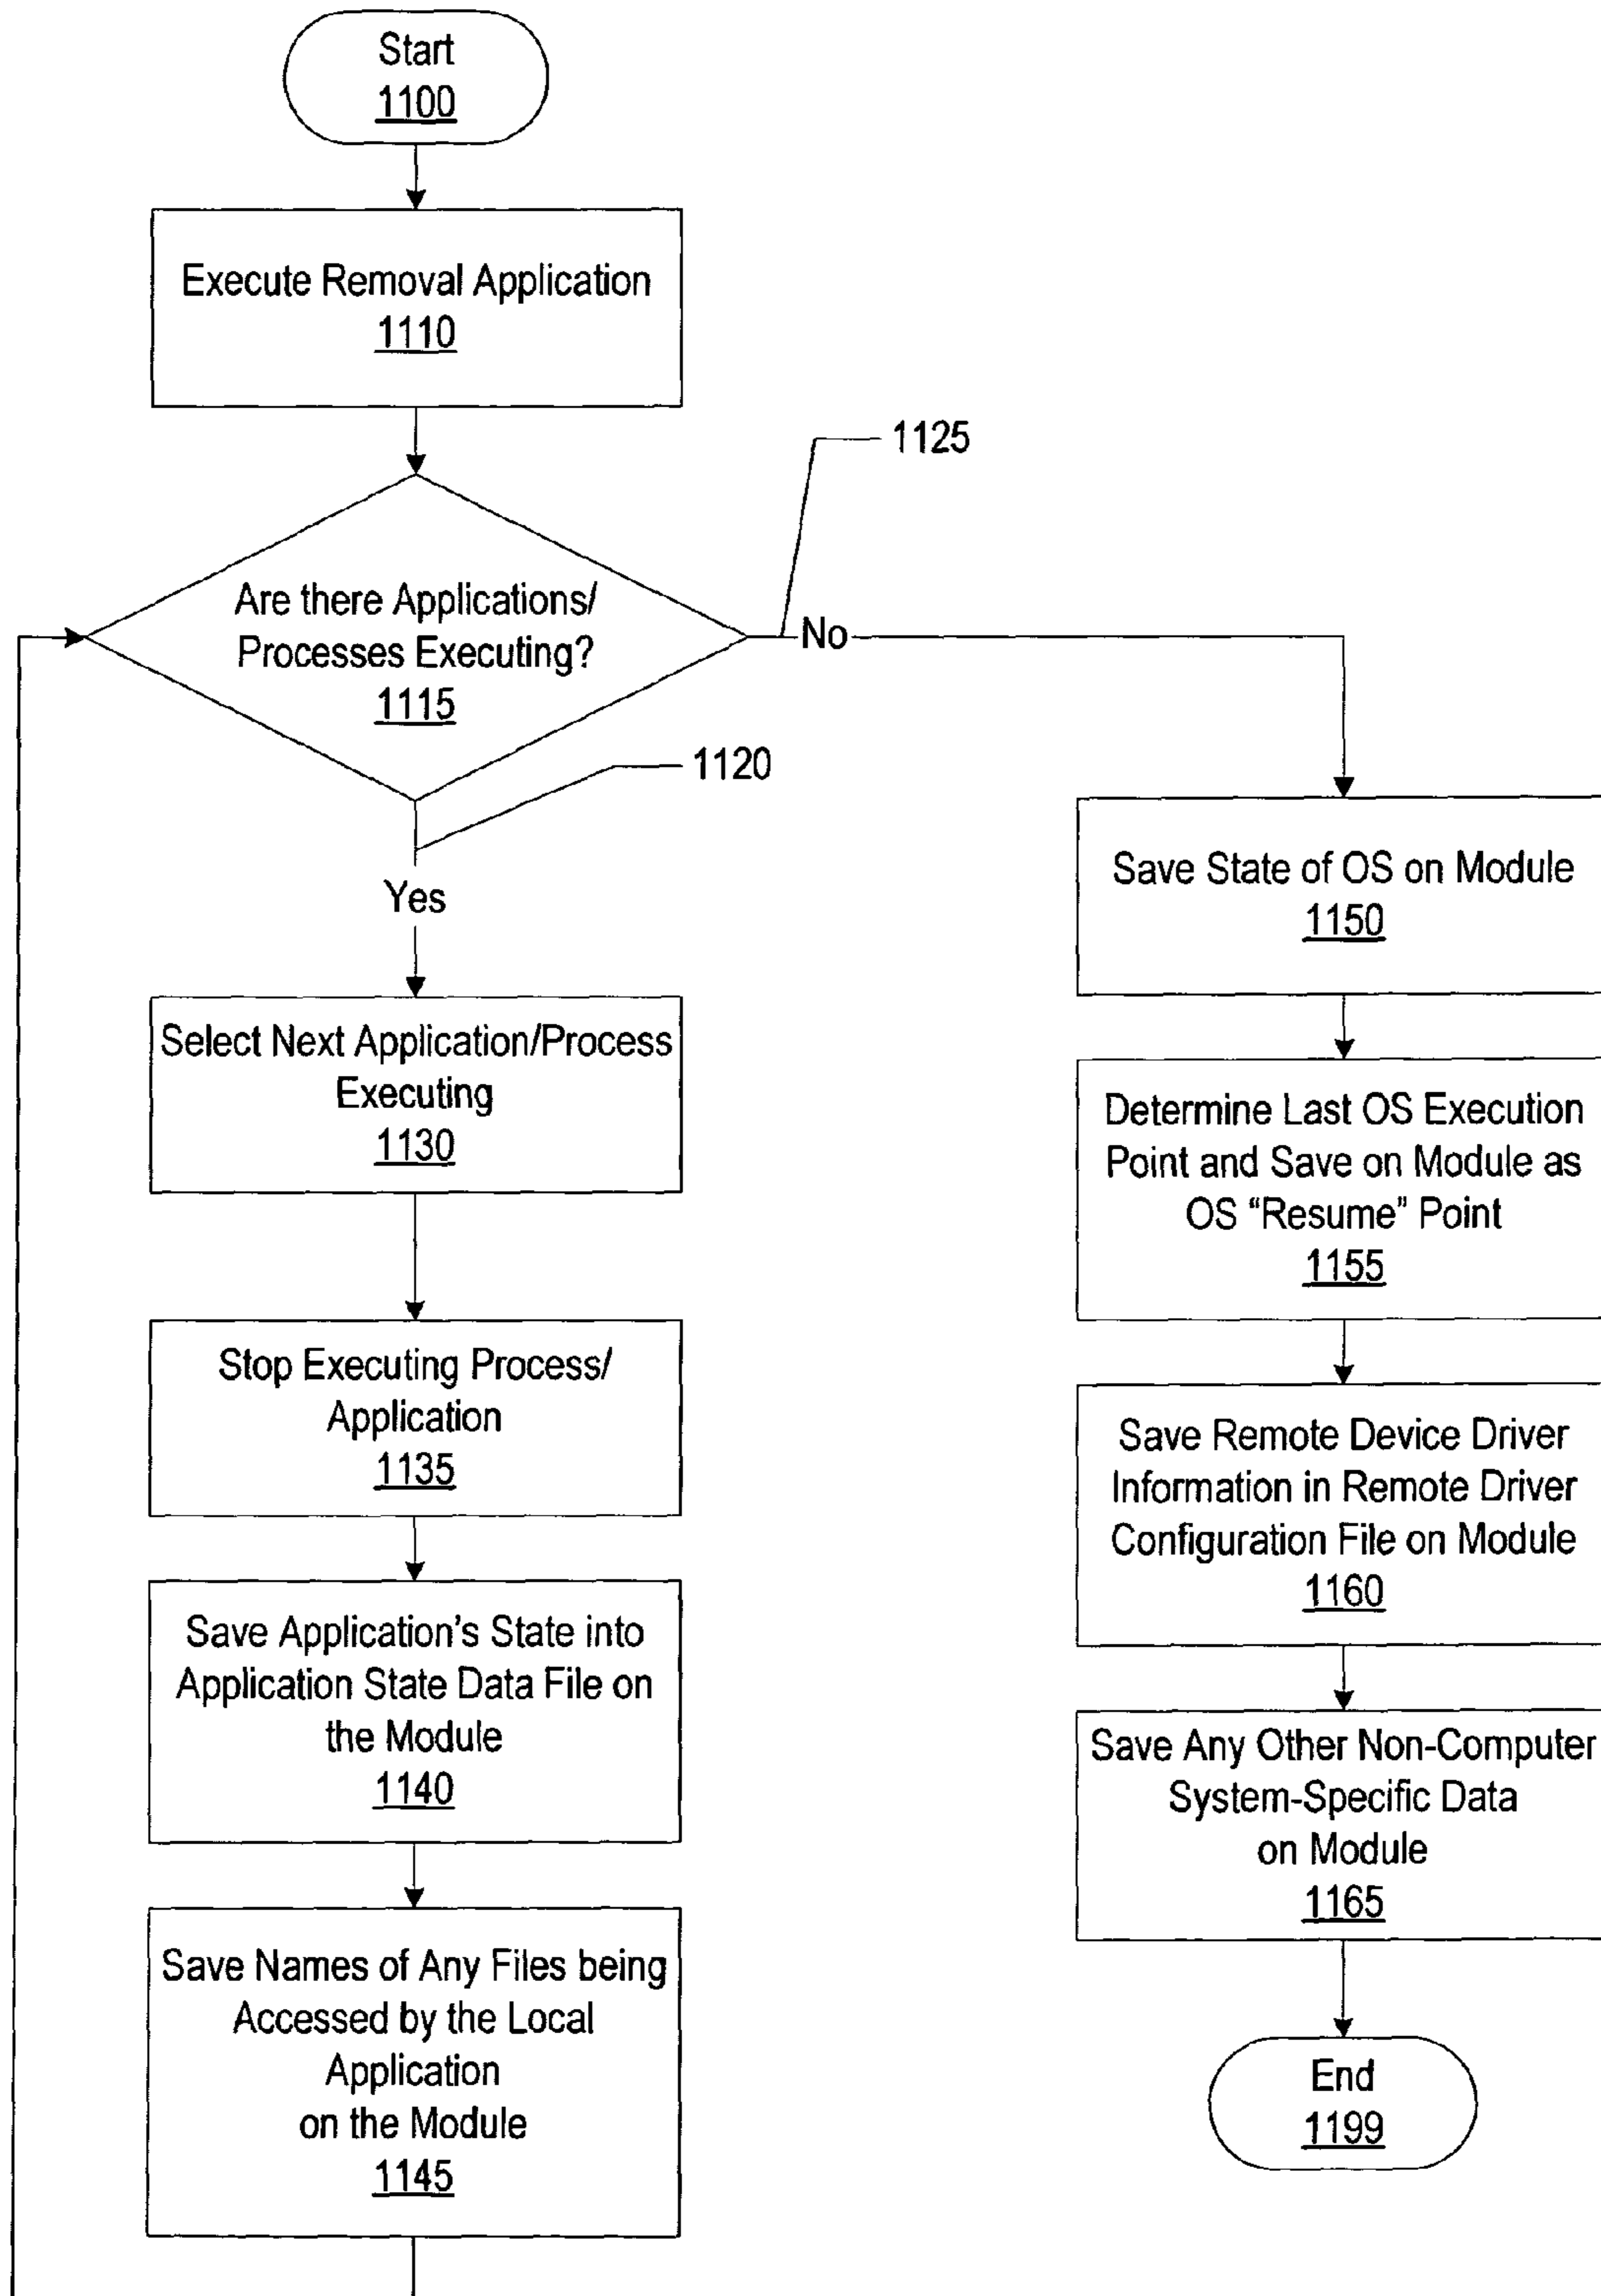 Start
1100
Execute Removal Application
1110
1125
Are there Applications/
Processes Executing?
1115
No
1120
Yes
Select Next Application/Process
Executing
1130
Stop Executing Process/
Application
1135
Save Application's State into
Application State Data File on
the Module
1140
Save Names of Any Files being
Accessed by the Local
Application
on the Module
1145
Save State of OS on Module
1150
Determine Last OS Execution
Point and Save on Module as
OS “Resume” Point
1155
Save Remote Device Driver
Information in Remote Driver
Configuration File on Module
1160
Save Any Other Non-Computer
System-Specific Data
on Module
1165
End
1199